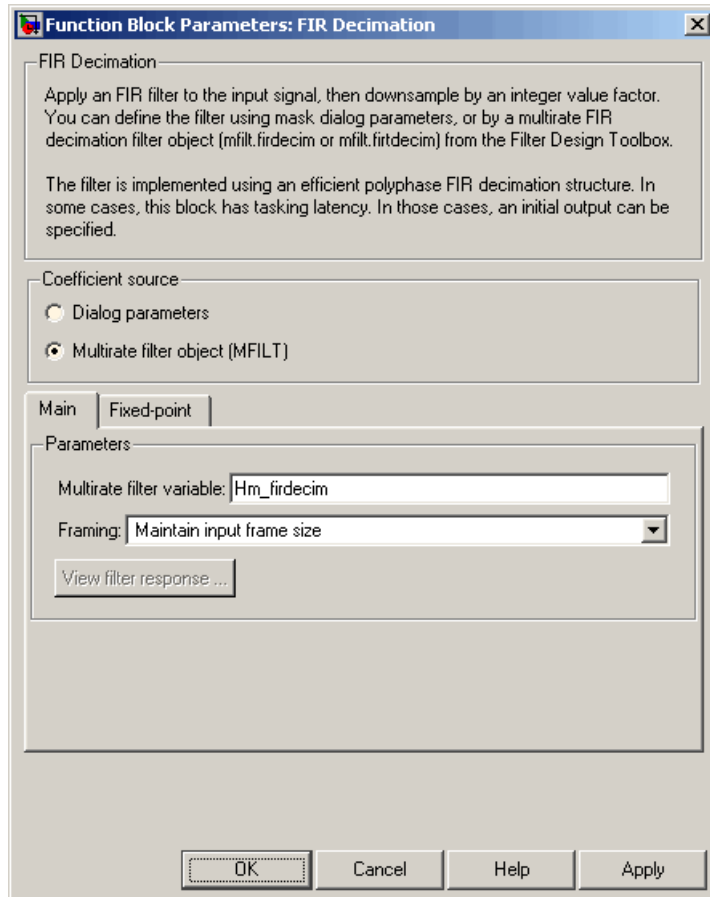 Function Block Parameters: FIR Decimation
FIR Decimation
Apply an FIR filter to the input signal, then downsample by an integer value factor.
You can define the filter using mask dialog parameters, or by a multirate FIR
decimation filter object (mfilt.firdecim or mfilt.firtdecim) from the Filter Design Toolbox.
The filter is implemented using an efficient polyphase FIR decimation structure. In
some cases, this block has tasking latency. In those cases, an initial output can be
specified.
Coefficient source
Dialog parameters
Multirate filter object (MFILT)
Main Fixed-point
Parameters
Multirate filter variable: Hm_firdecim
Framing: Maintain input frame size
View filter response ...
OK Cancel Help Apply